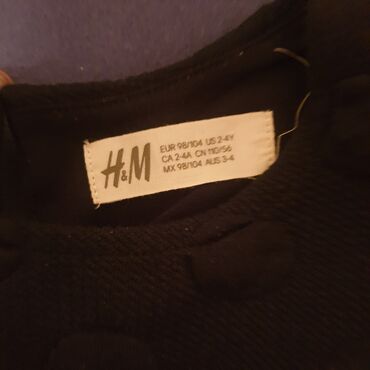 H&M
EUR 98/104 US 2-4Y
CA 2-4A CN 110/56
MX 98/104 AUS 3-4